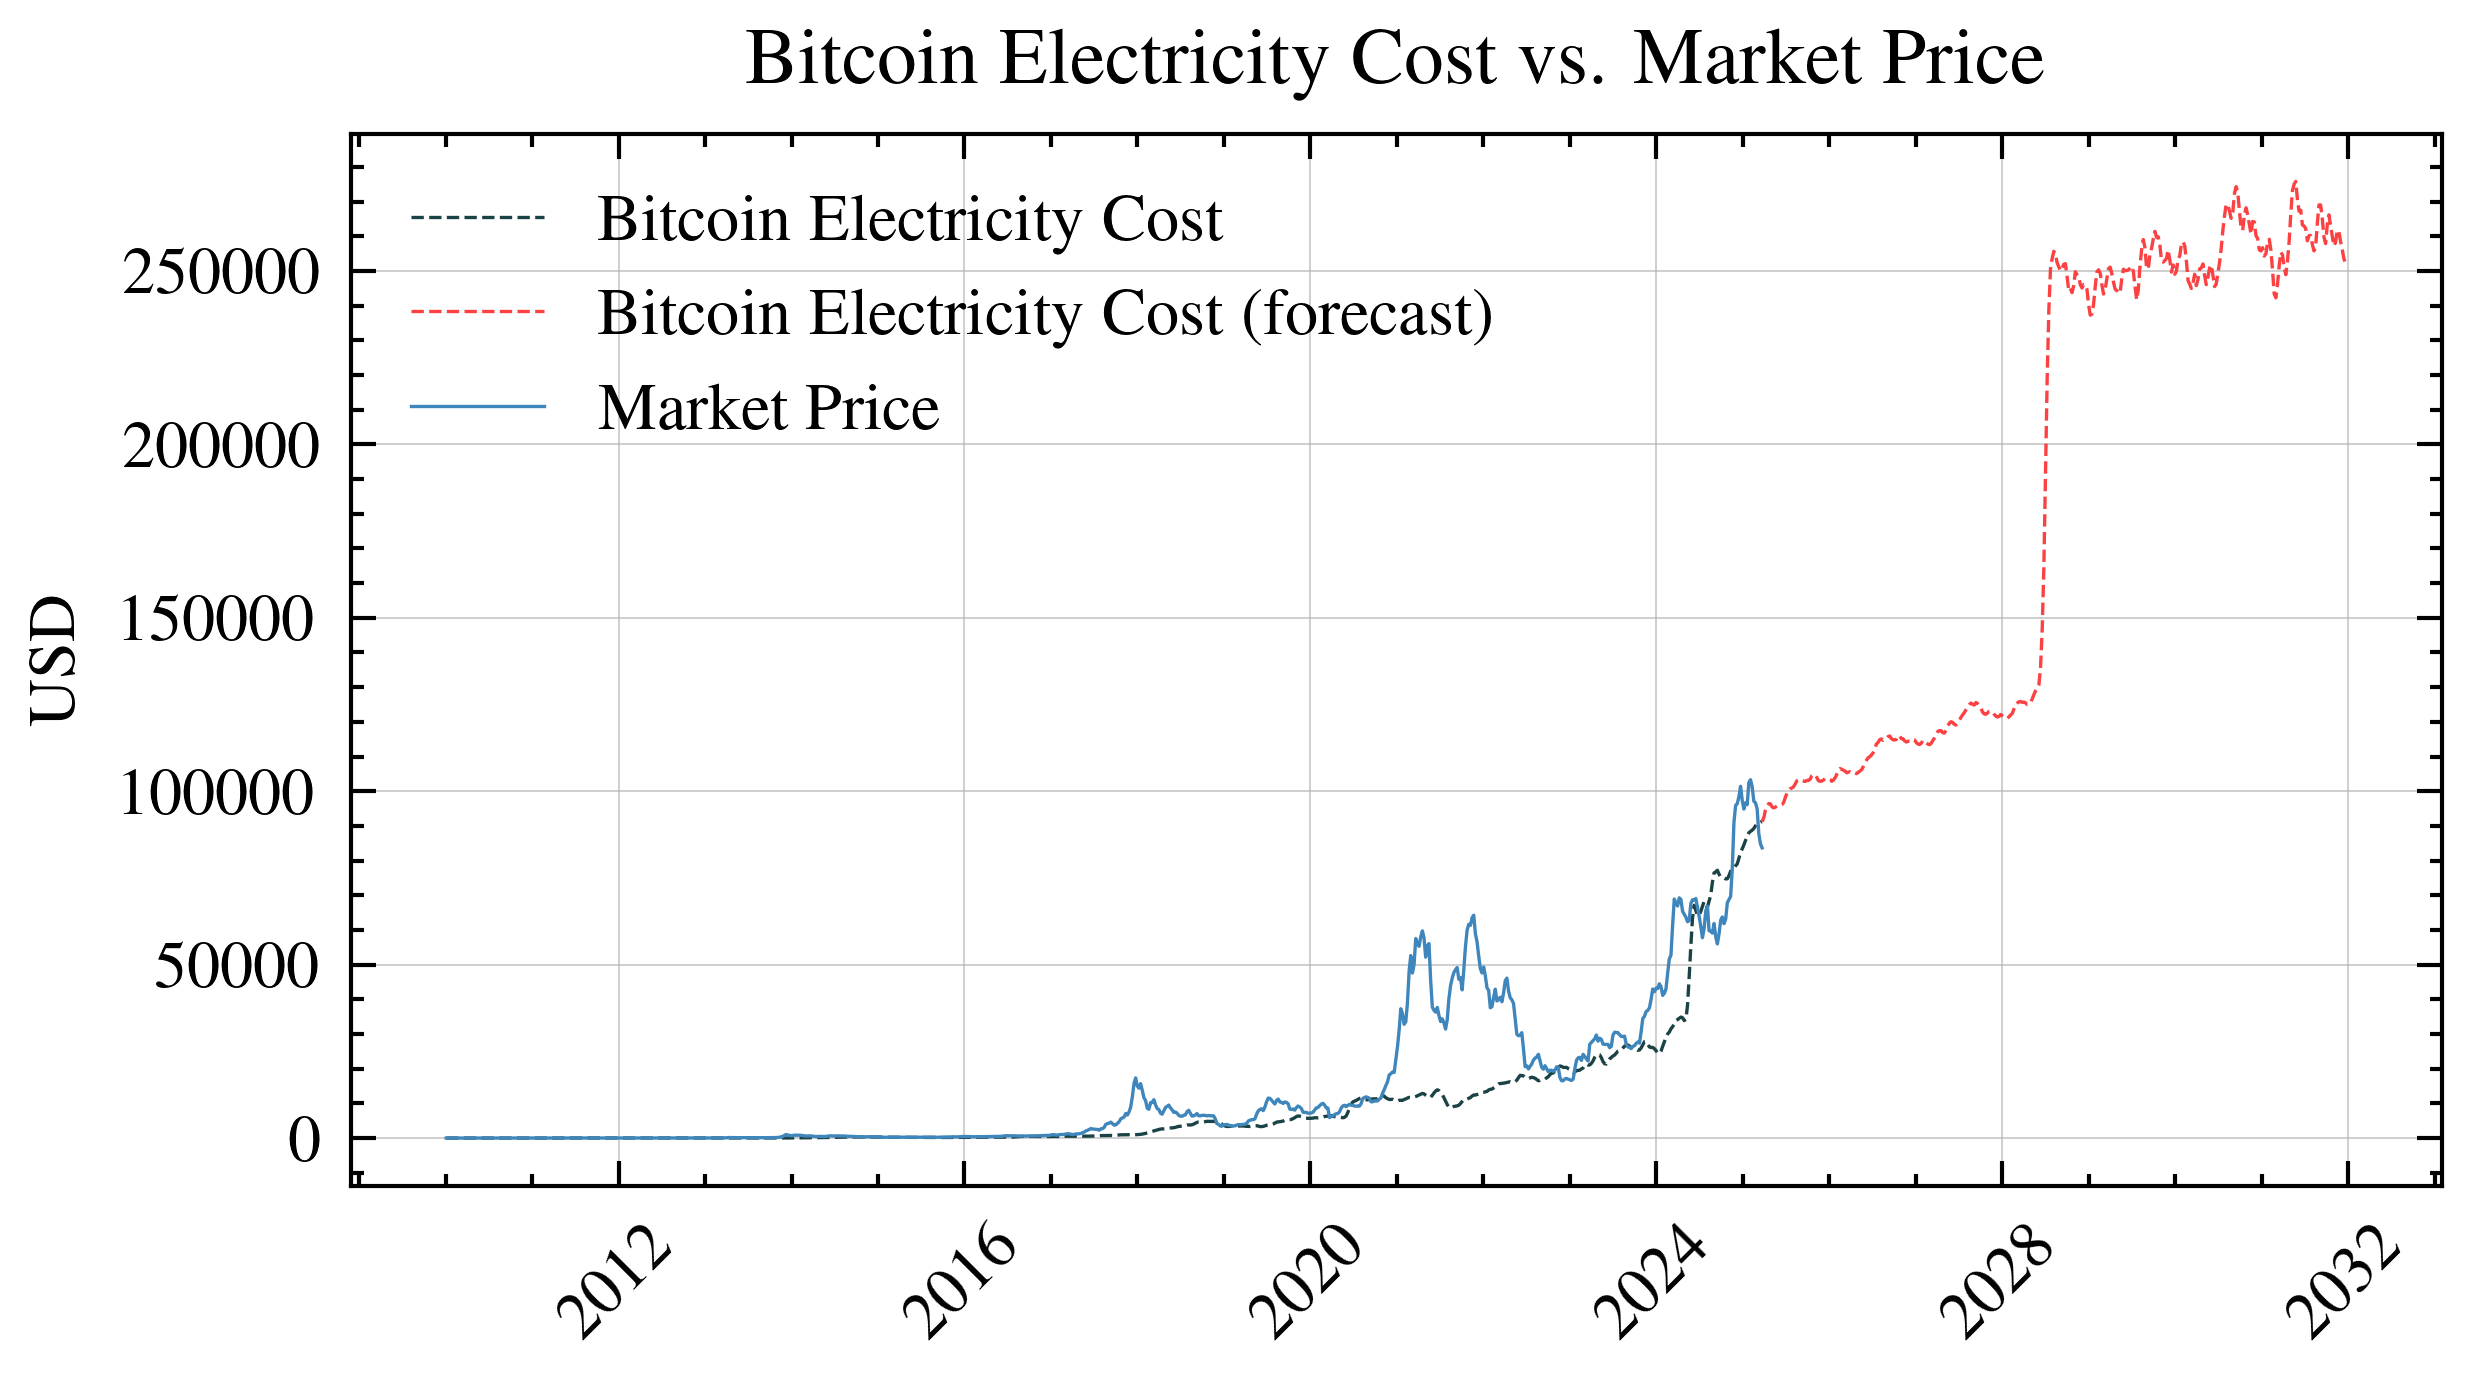 Bitcoin Electricity Cost vs. Market Price
Bitcoin Electricity Cost
Bitcoin Electricity Cost (forecast)
Market Price
USD
250000
200000
150000
100000
50000
0
2012
2016
2020
2024
2028
2032